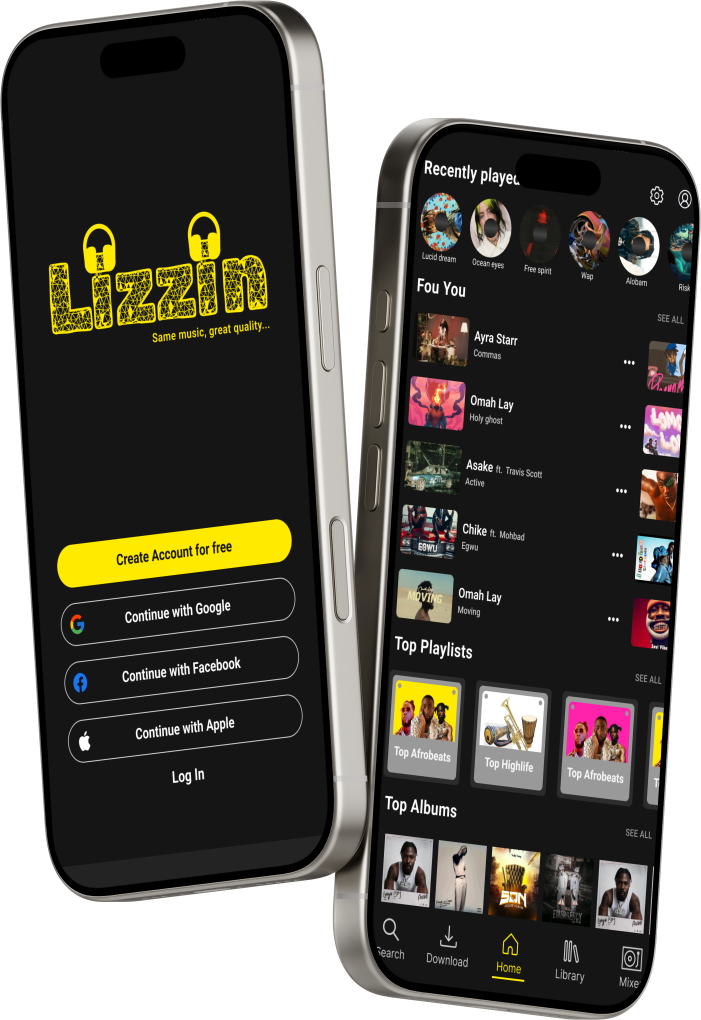 Lizzin
Same music, great quality...
Create Account for free
Continue with Google
Continue with Facebook
Continue with Apple
Log In
Recently played
Lucid dream
Ocean eyes
Free spirit
Wap
Alobam
Risk
Fou You
SEE ALL
Ayra Starr
Commas
Omah Lay
Holy ghost
Asake ft. Travis Scott
Active
Chike ft. Mohbad
Egwu
EGWU
Omah Lay
Moving
MOVING
Top Playlists
SEE ALL
Top Afrobeats
Top Highlife
Top Afrobeats
Top Albums
SEE ALL
SON
Search
Download
Home
Library
Mixe